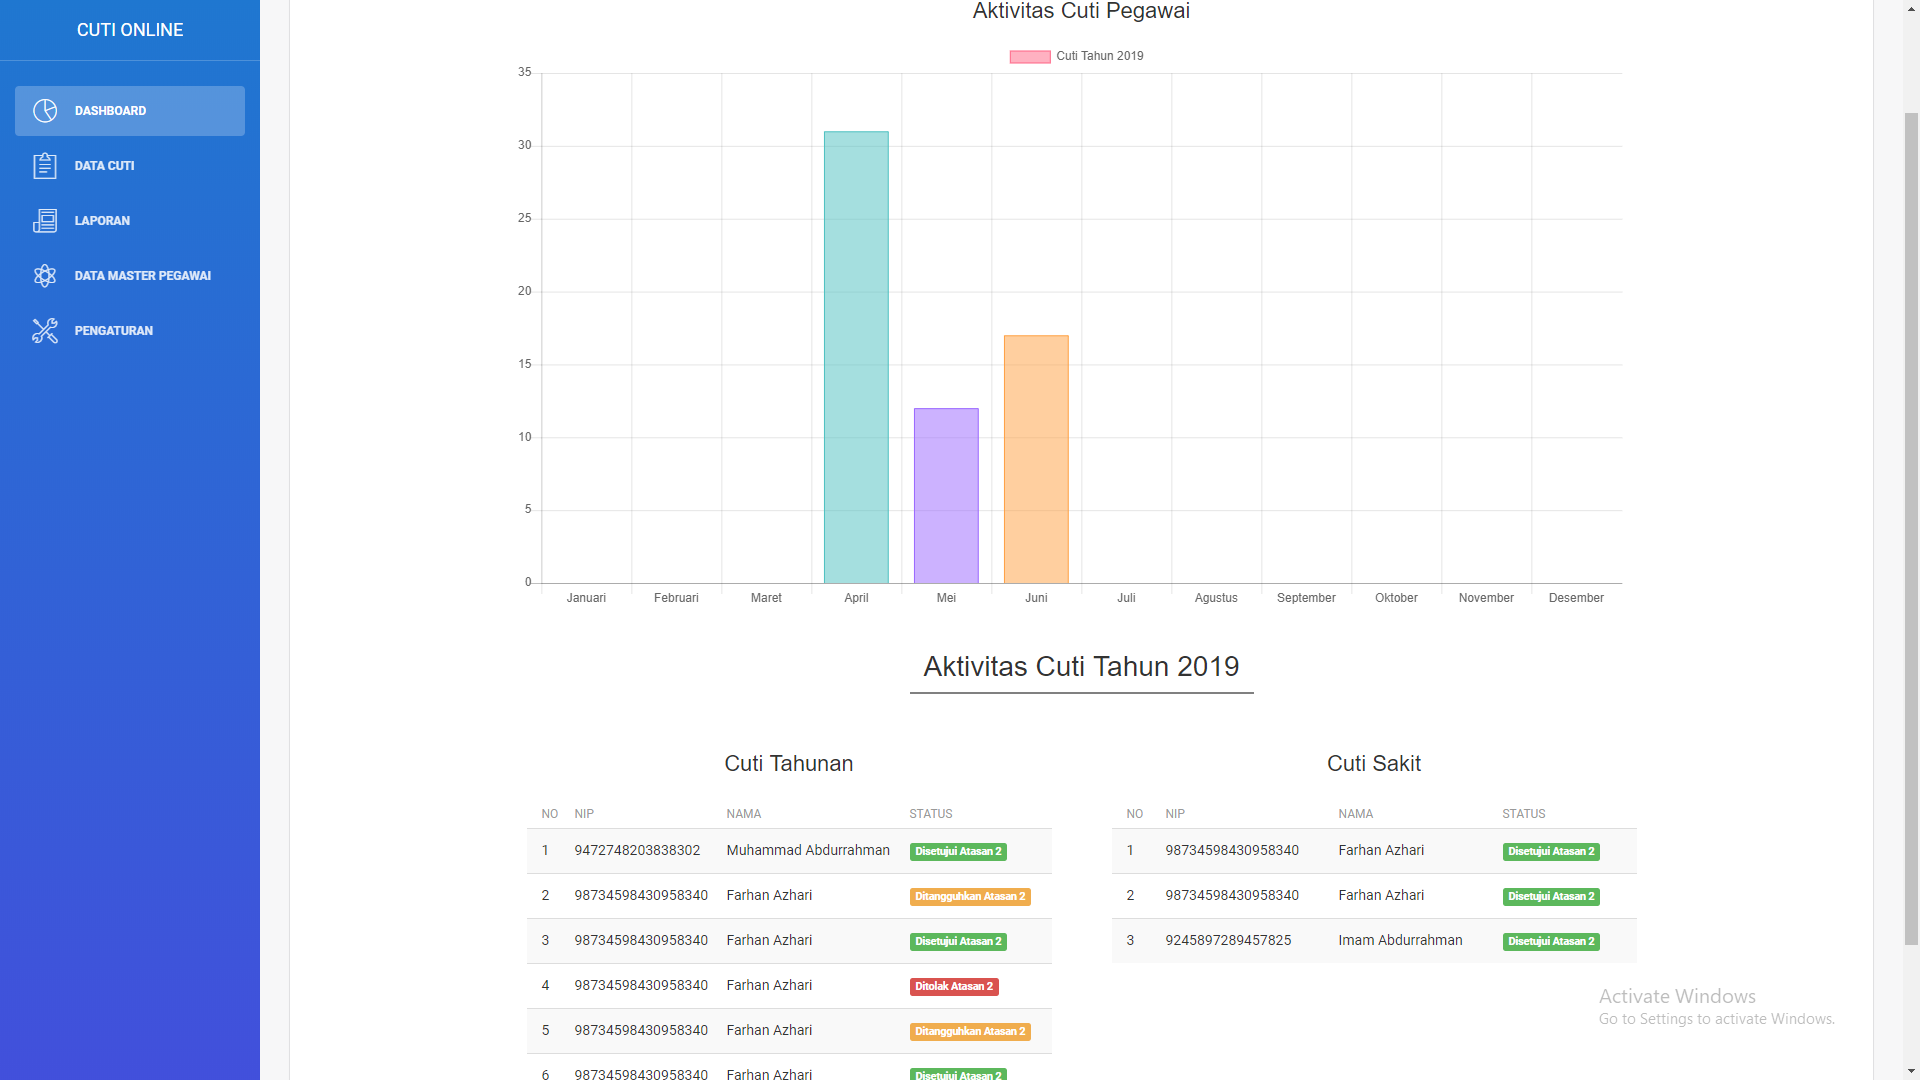 CUTI ONLINE
DASHBOARD
DATA CUTI
LAPORAN
DATA MASTER PEGAWAI
PENGATURAN
Aktivitas Cuti Pegawai
Cuti Tahun 2019
35
30
25
20
15
10
5
0
Januari Februari Maret April Mei Juni Juli Agustus September Oktober November Desember
Aktivitas Cuti Tahun 2019
Cuti Tahunan
NO NIP NAMA STATUS
1 9472748203838302 Muhammad Abdurrahman Disetujui Atasan 2
2 98734598430958340 Farhan Azhari Ditangguhkan Atasan 2
3 98734598430958340 Farhan Azhari Disetujui Atasan 2
4 98734598430958340 Farhan Azhari Ditolak Atasan 2
5 98734598430958340 Farhan Azhari Ditangguhkan Atasan 2
6 98734598430958340 Farhan Azhari Disetujui Atasan 2
Cuti Sakit
NO NIP NAMA STATUS
1 98734598430958340 Farhan Azhari Disetujui Atasan 2
2 98734598430958340 Farhan Azhari Disetujui Atasan 2
3 9245897289457825 Imam Abdurrahman Disetujui Atasan 2
Activate Windows
Go to Settings to activate Windows.